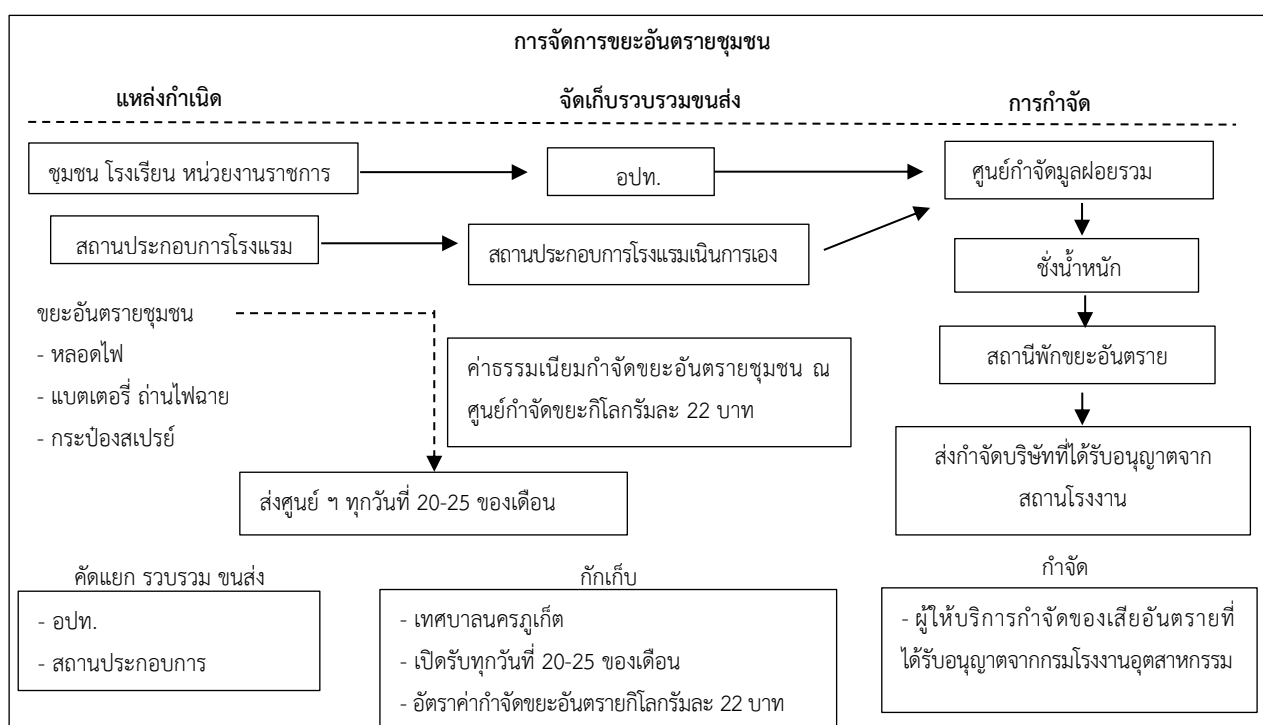 การจัดการขยะอันตรายชุมชน
แหล่งกำเนิด
จัดเก็บรวบรวมขนส่ง
การกำจัด
ชุมชน โรงเรียน หน่วยงานราชการ
อปท.
ศูนย์กำจัดมูลฝอยรวม
สถานประกอบการโรงแรม
สถานประกอบการโรงแรมเนินการเอง
ชั่งน้ำหนัก
ขยะอันตรายชุมชน
- หลอดไฟ
- แบตเตอรี่ ถ่านไฟฉาย
- กระป๋องสเปรย์
ค่าธรรมเนียมกำจัดขยะอันตรายชุมชน ณ
ศูนย์กำจัดขยะกิโลกรัมละ 22 บาท
สถานีพักขยะอันตราย
ส่งกำจัดบริษัทที่ได้รับอนุญาตจาก
สถานโรงงาน
ส่งศูนย์ ฯ ทุกวันที่ 20-25 ของเดือน
คัดแยก รวบรวม ขนส่ง
- อปท.
- สถานประกอบการ
กักเก็บ
- เทศบาลนครภูเก็ต
- เปิดรับทุกวันที่ 20-25 ของเดือน
- อัตราค่ากำจัดขยะอันตรายกิโลกรัมละ 22 บาท
กำจัด
- ผู้ให้บริการกำจัดของเสียอันตรายที่
ได้รับอนุญาตจากกรมโรงงานอุตสาหกรรม